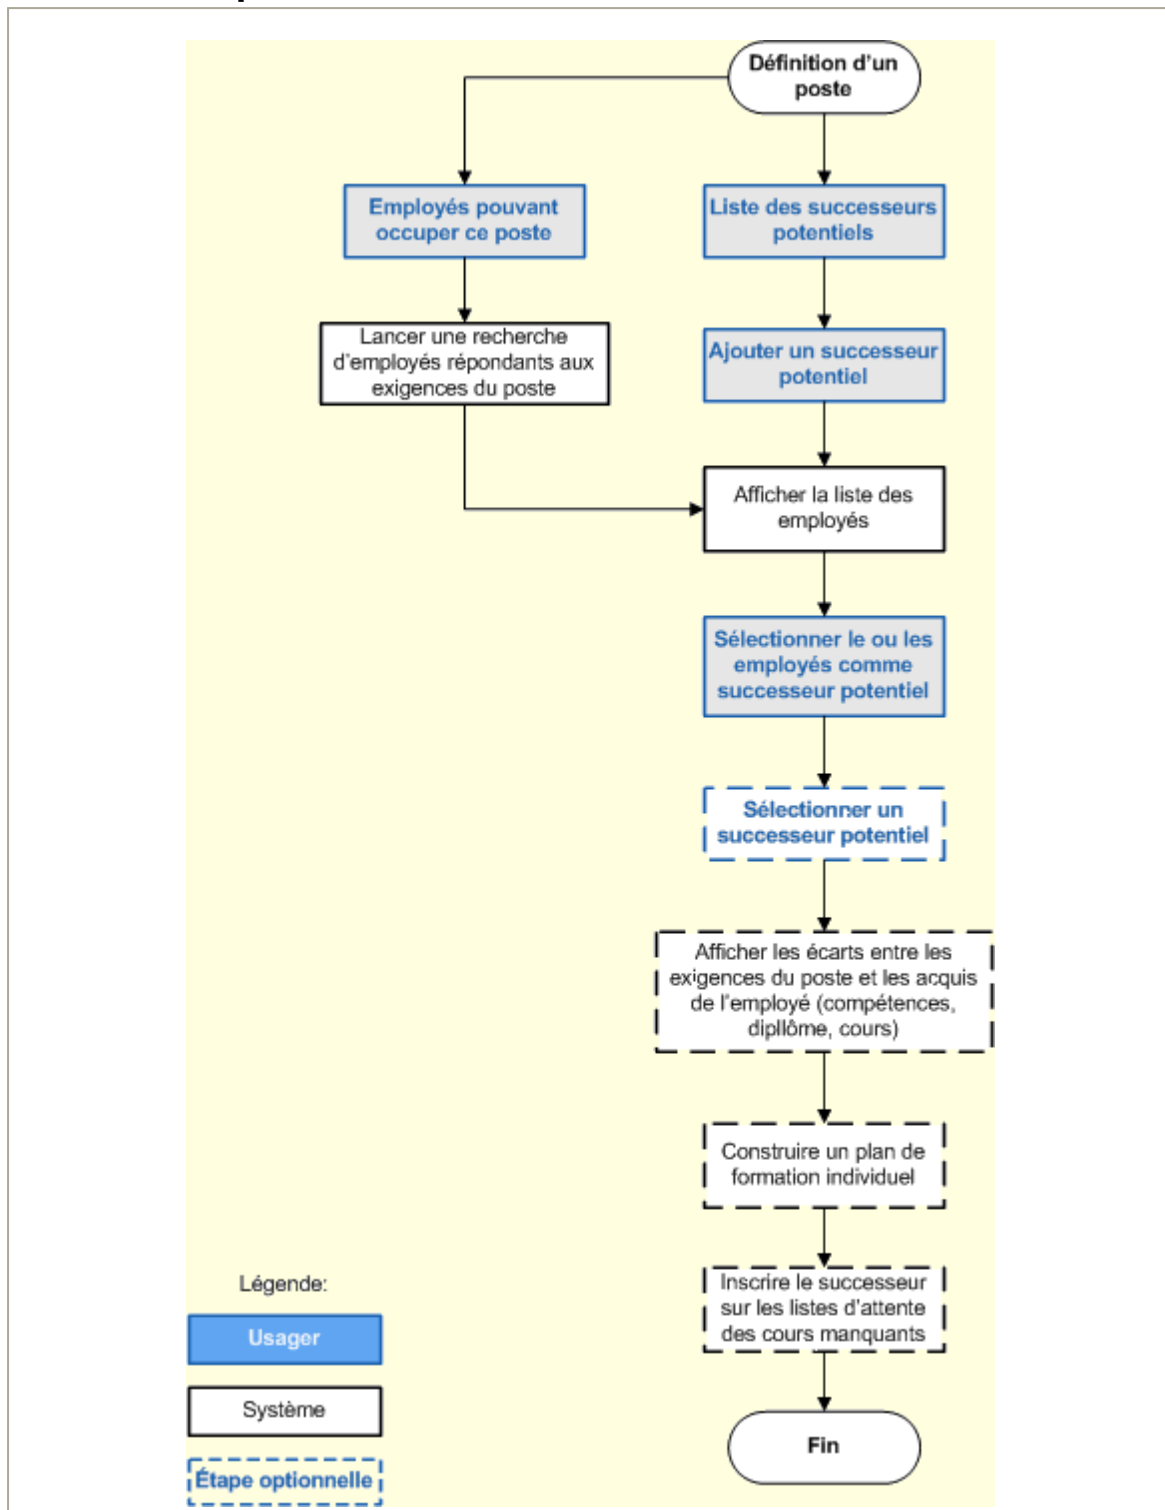 Définition d'un
poste
Employés pouvant
occuper ce poste
Liste des successeurs
potentiels
Lancer une recherche
d'employés répondants aux
exigences du poste
Ajouter un successeur
potentiel
Afficher la liste des
employés
Sélectionner le ou les
employés comme
successeur potentiel
Sélectionner un
successeur potentiel
Afficher les écarts entre les
exigences du poste et les acquis
de l'employé (compétences,
dipllôme, cours)
Construire un plan de
formation individuel
Inscrire le successeur
sur les listes d'attente
des cours manquants
Fin
Légende:
Usager
Système
Étape optionnelle